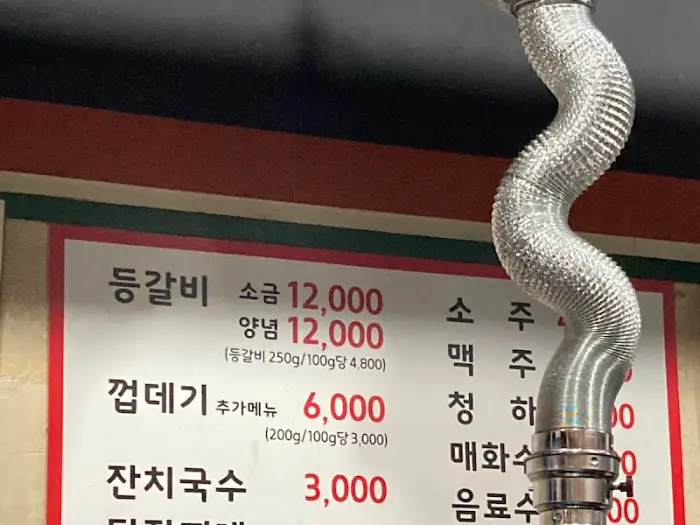 등갈비 소금 12,000
양념 12,000
(등갈비 250g/100g당 4,800)
껍데기 추가메뉴 6,000
(200g/100g당 3,000)
잔치국수 3,000
소 주
맥 주
청 하
매화수
음료수